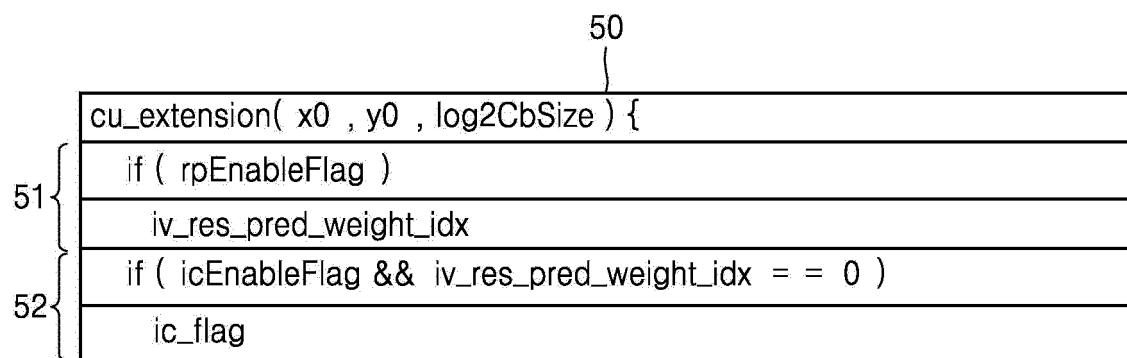 50
cu_extension( x0 , y0 , log2CbSize ) {
51
if ( rpEnableFlag )
iv_res_pred_weight_idx
52
if ( icEnableFlag && iv_res_pred_weight_idx = = 0 )
ic_flag